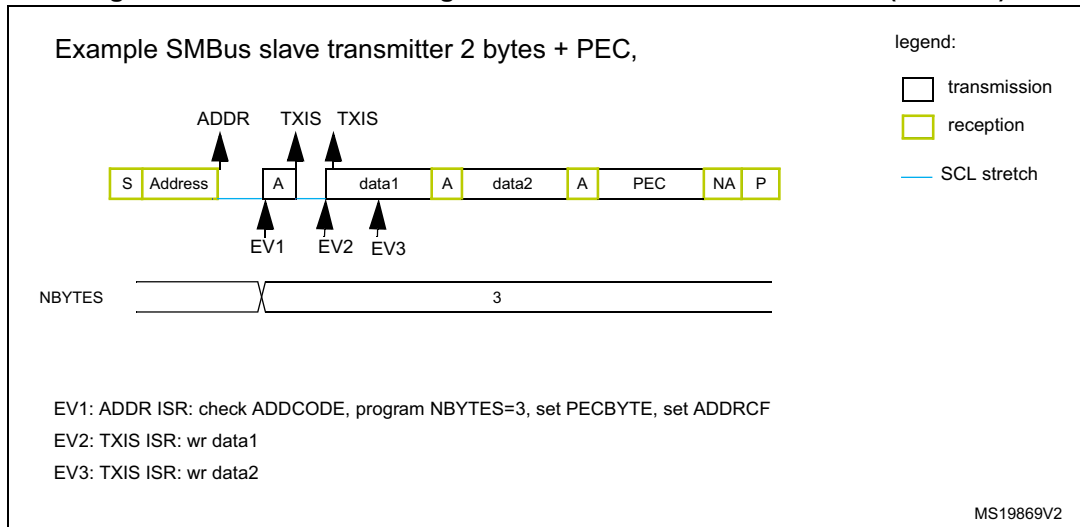 Example SMBus slave transmitter 2 bytes + PEC,
legend:
transmission
reception
SCL stretch
ADDR TXIS TXIS
S Address A data1 A data2 A PEC NA P
EV1 EV2 EV3
NBYTES 3
EV1: ADDR ISR: check ADDCODE, program NBYTES=3, set PECBYTE, set ADDRCF
EV2: TXIS ISR: wr data1
EV3: TXIS ISR: wr data2
MS19869V2